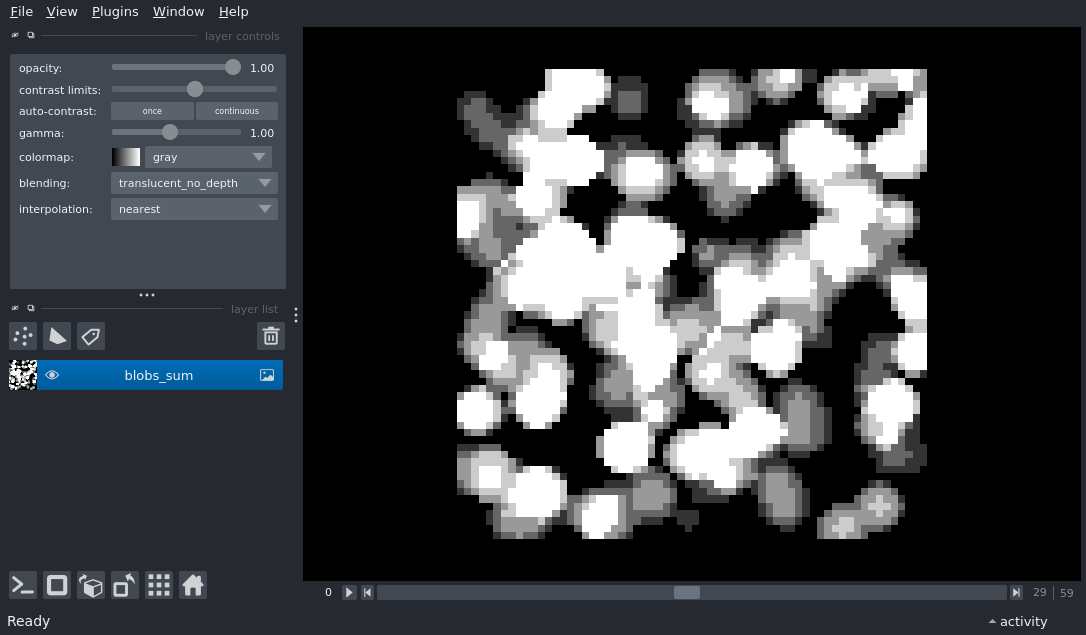 File View Plugins Window Help
layer controls
opacity: 1.00
contrast limits:
auto-contrast: once continuous
gamma: 1.00
colormap: gray
blending: translucent_no_depth
interpolation: nearest
layer list
blobs_sum
0 29 59
Ready activity